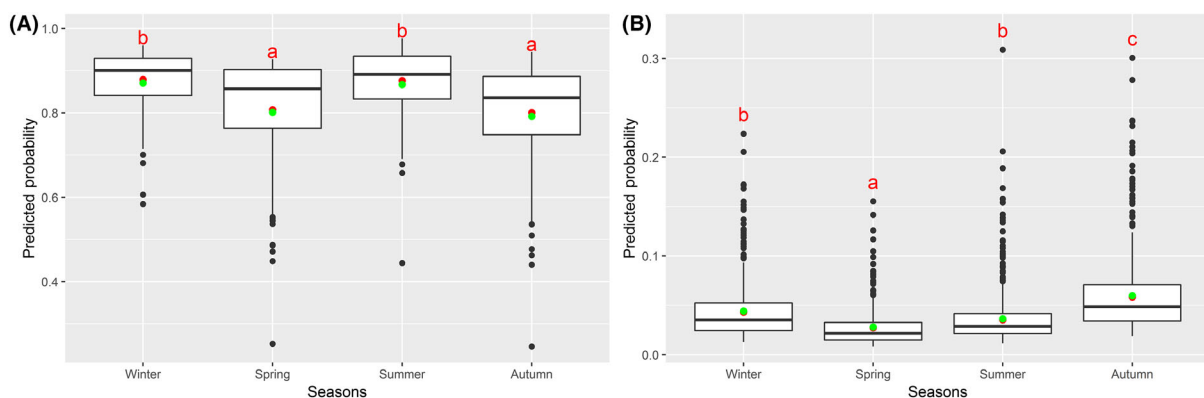 (A)
1.0
0.8
0.6
0.4
Predicted probability
b
a
b
a
Winter
Spring
Summer
Autumn
Seasons
(B)
0.3
0.2
0.1
0.0
Predicted probability
b
a
b
c
Winter
Spring
Summer
Autumn
Seasons